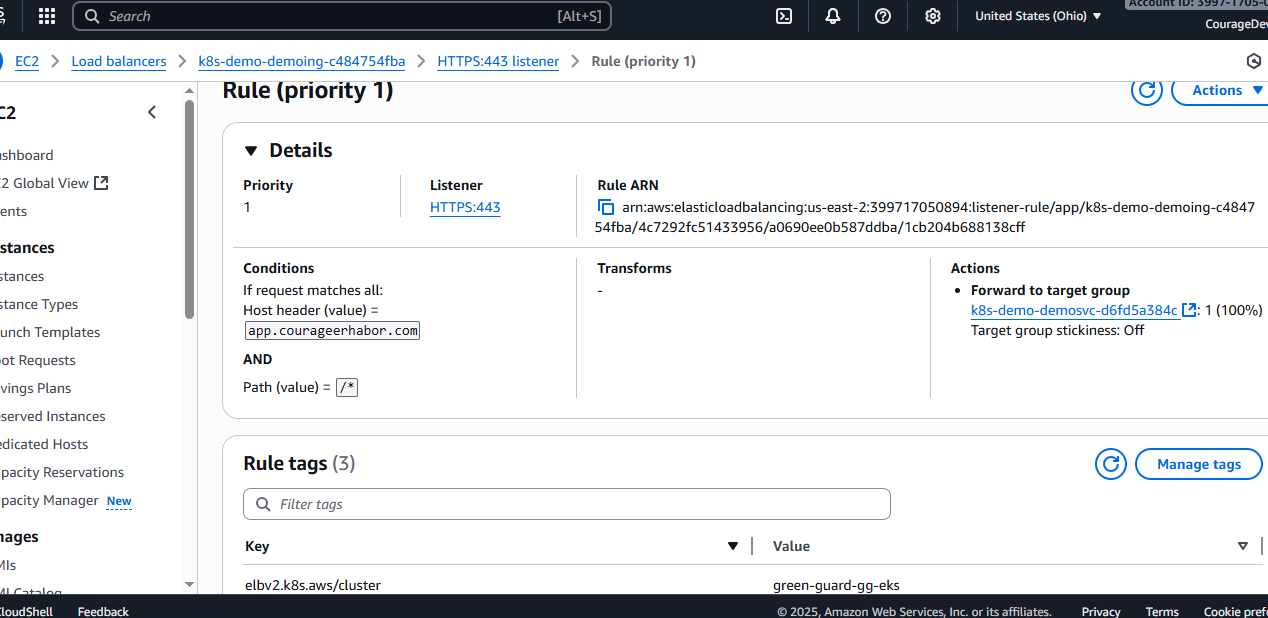 Search [Alt+S]
United States (Ohio)
Account ID: 3997-1705-0
CourageDev
EC2 Load balancers k8s-demo-demoing-c484754fba HTTPS:443 listener Rule (priority 1)
C2
ashboard
C2 Global View
ents
stances
stances
stance Types
unch Templates
pot Requests
vings Plans
eserved Instances
edicated Hosts
pacity Reservations
pacity Manager New
mages
MIs
MI Catalog
Rule (priority 1)
Actions
Details
Priority
1
Listener
HTTPS:443
Rule ARN
arn:aws:elasticloadbalancing:us-east-2:399717050894:listener-rule/app/k8s-demo-demoing-c4847
54fba/4c7292fc51433956/a0690ee0b587ddba/1cb204b688138cff
Conditions
If request matches all:
Host header (value) =
app.courageerhabor.com
AND
Path (value) = /*
Transforms
-
Actions
• Forward to target group
k8s-demo-demosvc-d6fd5a384c : 1 (100%)
Target group stickiness: Off
Rule tags (3)
Manage tags
Filter tags
Key Value
elbv2.k8s.aws/cluster green-guard-gg-eks
CloudShell Feedback © 2025, Amazon Web Services, Inc. or its affiliates. Privacy Terms Cookie prefe